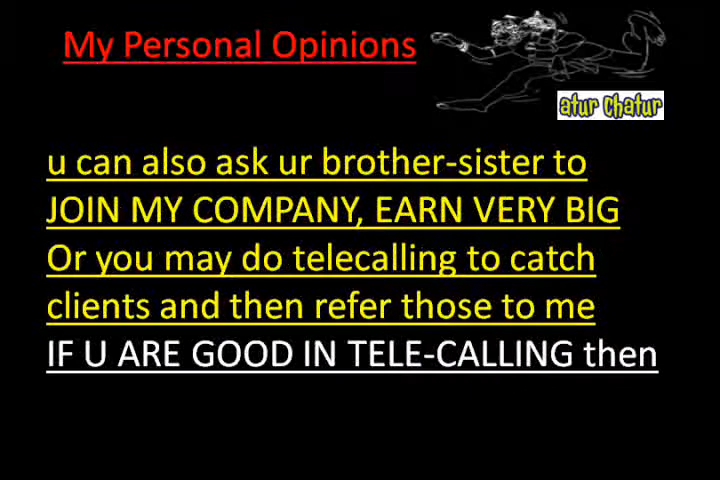 My Personal Opinions
atur chatur
u can also ask ur brother-sister to
JOIN MY COMPANY, EARN VERY BIG
Or you may do telecalling to catch
clients and then refer those to me
IF U ARE GOOD IN TELE-CALLING then